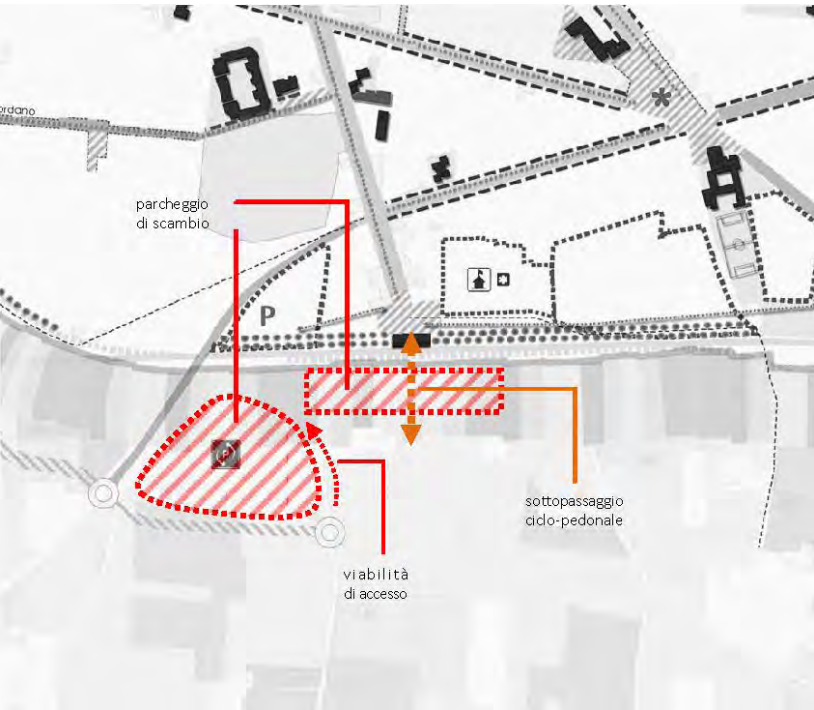 ordano
parcheggio
di scambio
P
P
sottopassaggio
ciclo-pedonale
viabilità
di accesso